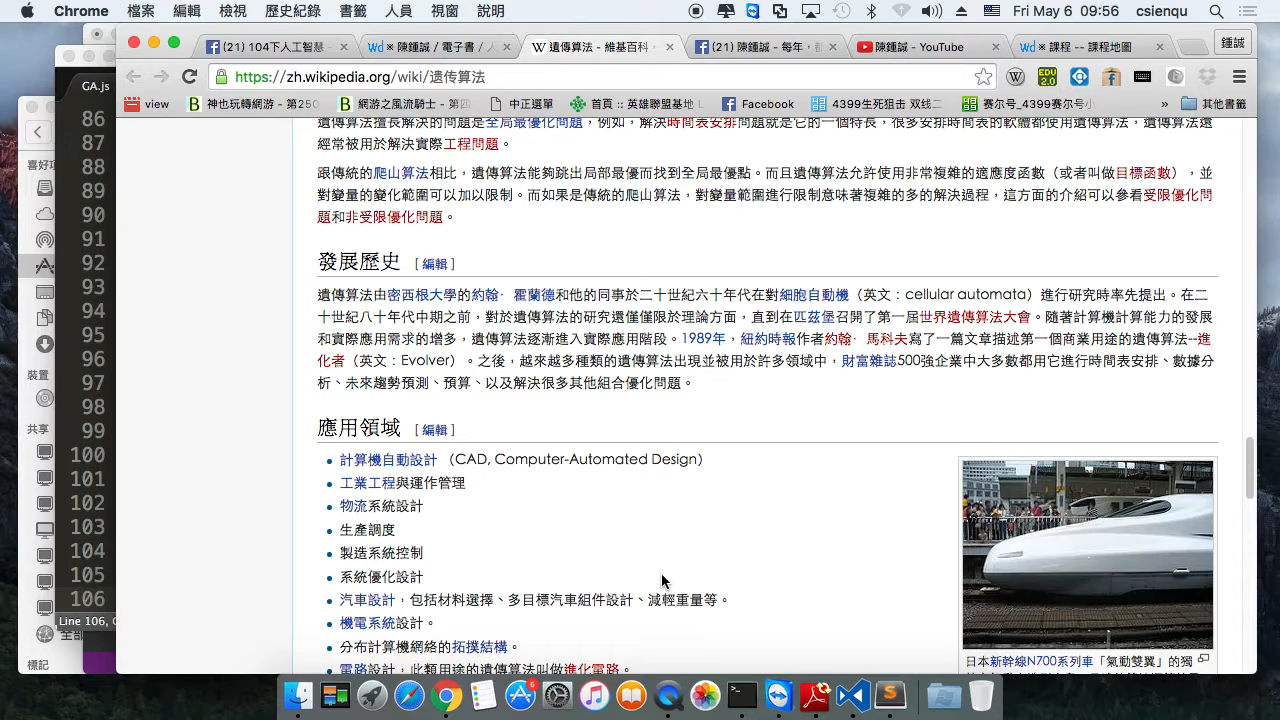 Chrome 檔案 編輯 檢視 歷史紀錄 書籤 人員 視窗 說明 Fri May 6 09:56 csienqu
(21) 104下人工智慧 - × 陳鍾誠 / 電子書 / 人 遺傳算法 - 維基百科, (21) 陳鍾誠 - 每年, 都 陳鍾誠 - YouTube × 課程 -- 課程地圖 鍾誠
GA.js
https://zh.wikipedia.org/wiki/遗传算法
view 神也玩轉網游 - 第250 網游之陸流騎士 - 第四 中正選單 首頁 :: 英雄聯盟基地 Facebook 4399生死狙击 双线二 赛尔号_4399赛尔号小 » 其他書籤
86
87
88
89
90
91
92
93
94
95
96
97
98
99
100
101
102
103
104
105
106
Line 106,
喜好項
裝置
共享
全部
標記
遺傳算法擅長解決的問題是全局最優化問題，例如，解決時間表安排問題就是它的一個特長，很多安排時間表的軟體都使用遺傳算法，遺傳算法還
經常被用於解決實際工程問題。
跟傳統的爬山算法相比，遺傳算法能夠跳出局部最優而找到全局最優點。而且遺傳算法允許使用非常複雜的適應度函數（或者叫做目標函數），並
對變量的變化範圍可以加以限制。而如果是傳統的爬山算法，對變量範圍進行限制意味著複雜的多的解決過程，這方面的介紹可以參看受限優化問
題和非受限優化問題。
發展歷史 [ 編輯 ]
遺傳算法由密西根大學的約翰· 霍蘭德和他的同事於二十世紀六十年代在對細胞自動機（英文：cellular automata）進行研究時率先提出。在二
十世紀八十年代中期之前，對於遺傳算法的研究還僅僅限於理論方面，直到在匹茲堡召開了第一屆世界遺傳算法大會。隨著計算機計算能力的發展
和實際應用需求的增多，遺傳算法逐漸進入實際應用階段。1989年，紐約時報作者約翰· 馬科夫寫了一篇文章描述第一個商業用途的遺傳算法--進
化者（英文：Evolver）。之後，越來越多種類的遺傳算法出現並被用於許多領域中，財富雜誌500強企業中大多數都用它進行時間表安排、數據分
析、未來趨勢預測、預算、以及解決很多其他組合優化問題。
應用領域 [ 編輯 ]
計算機自動設計 （CAD, Computer-Automated Design）
工業工程與運作管理
物流系統設計
生產調度
製造系統控制
系統優化設計
汽車設計，包括材料選擇、多目標汽車組件設計、減輕重量等。
機電系統設計。
分布計算機網絡的拓撲結構。
電路設計，此類用途的遺傳算法叫做進化電路。
日本新幹線N700系列車「氣動雙翼」的獨
6